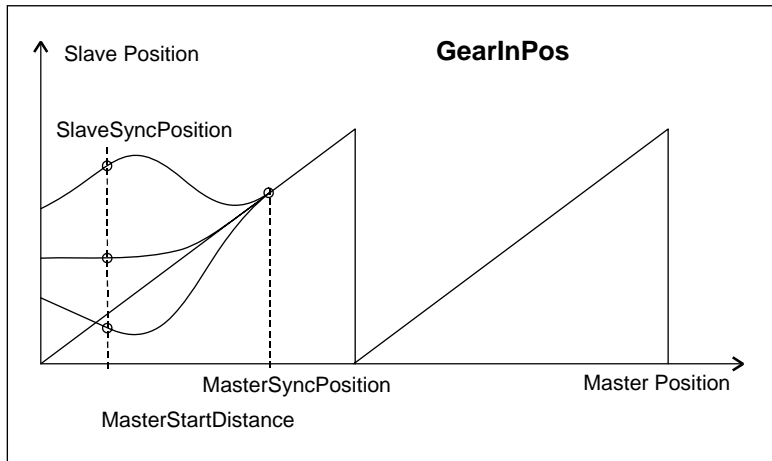 Slave Position
GearInPos
SlaveSyncPosition
MasterSyncPosition
Master Position
MasterStartDistance